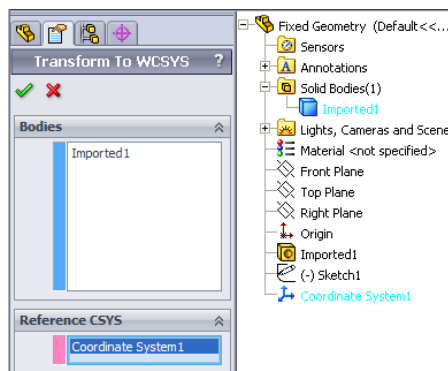 Transform To WCSYS ?
Bodies
Imported1
Reference CSYS
Coordinate System1
Fixed Geometry (Default<<...
Sensors
A Annotations
Solid Bodies(1)
Imported1
Lights, Cameras and Scene
Material <not specified>
Front Plane
Top Plane
Right Plane
Origin
Imported1
(-) Sketch1
Coordinate System1